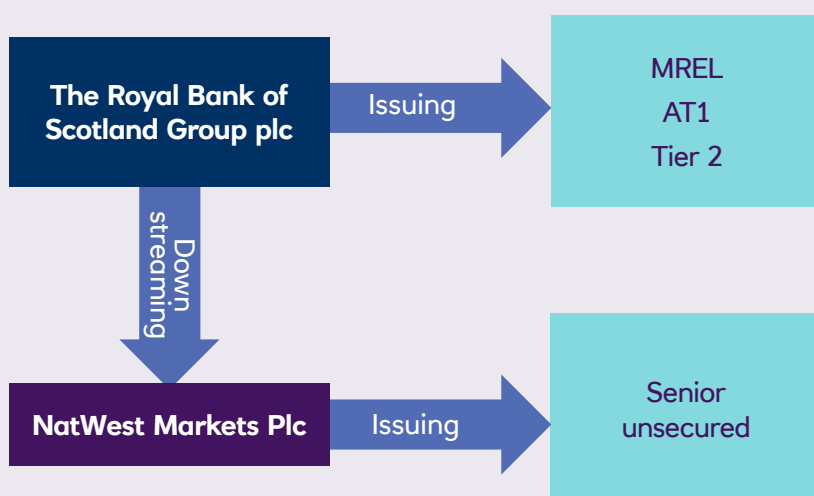 The Royal Bank of
Scotland Group plc
Issuing
MREL
AT1
Tier 2
Down
streaming
NatWest Markets Plc
Issuing
Senior
unsecured